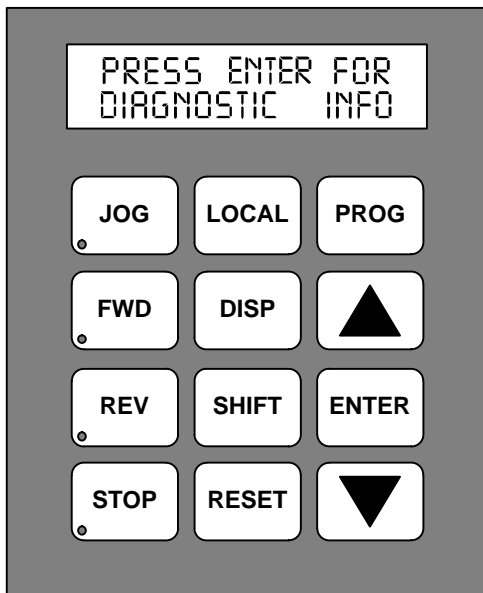 PRESS ENTER FOR
DIAGNOSTIC INFO
JOG LOCAL PROG
FWD DISP
REV SHIFT ENTER
STOP RESET